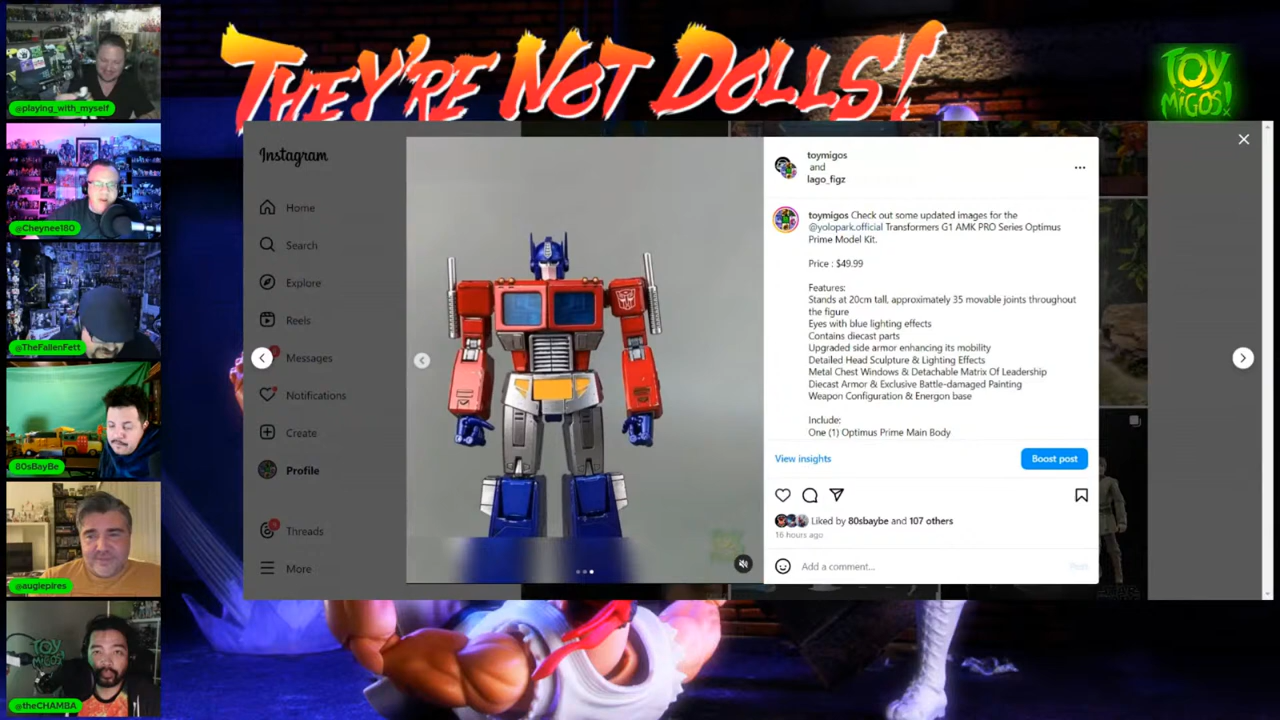 THEY'RE NOT DOLLS!
TOY
MIGOS!
@playing_with_myself
@Cheynee180
@TheFallenFett
80sBayBe
@augiepires
TOY
MIGOS!
@theCHAMBA
Instagram
Home
Search
Explore
Reels
Messages
Notifications
Create
Profile
Threads
More
toymigos
and
lago_figz
toymigos Check out some updated images for the
@yolopark.official Transformers G1 AMK PRO Series Optimus
Prime Model Kit.
Price : $49.99
Features:
Stands at 20cm tall, approximately 35 movable joints throughout
the figure
Eyes with blue lighting effects
Contains diecast parts
Upgraded side armor enhancing its mobility
Detailed Head Sculpture & Lighting Effects
Metal Chest Windows & Detachable Matrix Of Leadership
Diecast Armor & Exclusive Battle-damaged Painting
Weapon Configuration & Energon base
Include:
One (1) Optimus Prime Main Body
View insights
Boost post
Liked by 80sbaybe and 107 others
16 hours ago
Add a comment...
Post